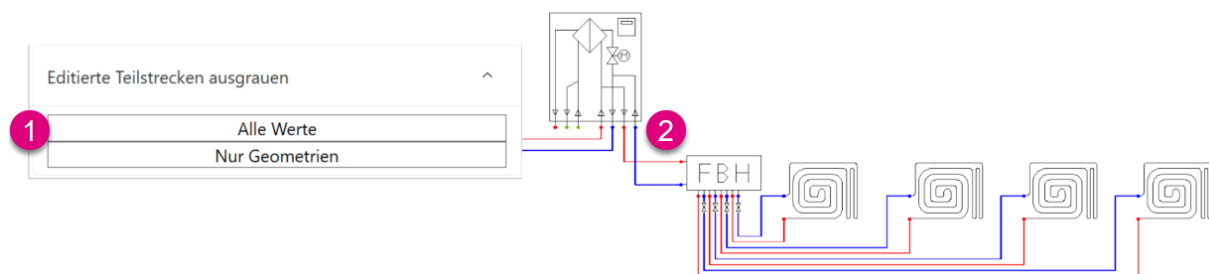 Editierte Teilstrecken ausgrauen
1
Alle Werte
Nur Geometrien
M
2
FBH